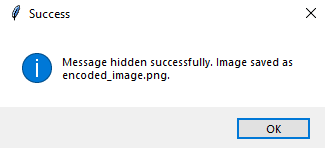 Success
Message hidden successfully. Image saved as
encoded_image.png.
OK